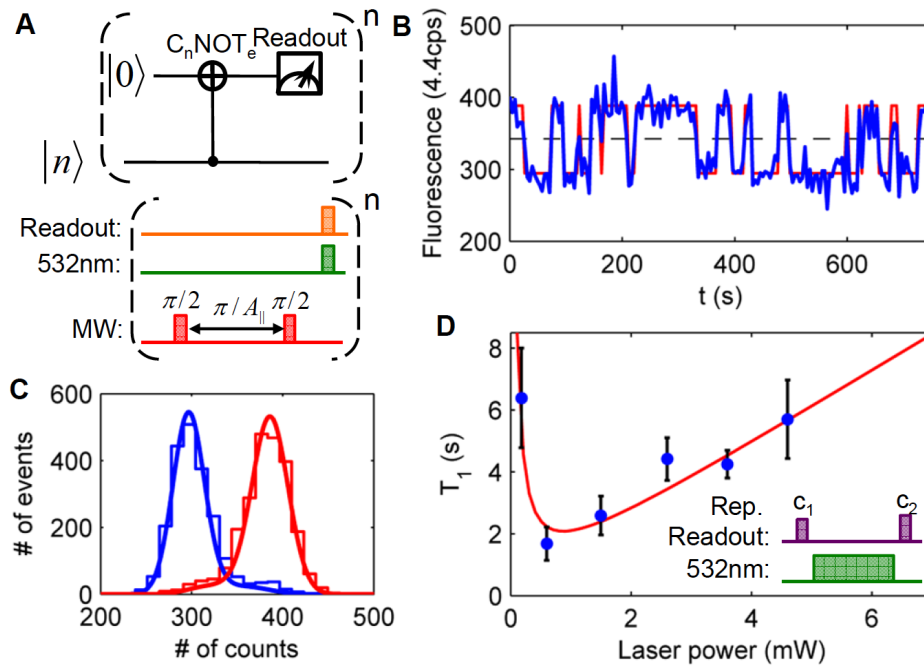 A
n
CₙNOTₑ Readout
|0⟩
|n⟩
n
Readout:
532nm:
π/2 π/A∥ π/2
MW:
B
Fluorescence (4.4cps)
500
400
300
200
0 200 400 600
t (s)
C
# of events
600
400
200
0
200 300 400 500
# of counts
D
T₁ (s)
8
6
4
2
0
0 2 4 6
Laser power (mW)
Rep.
Readout:
c₁ c₂
532nm: